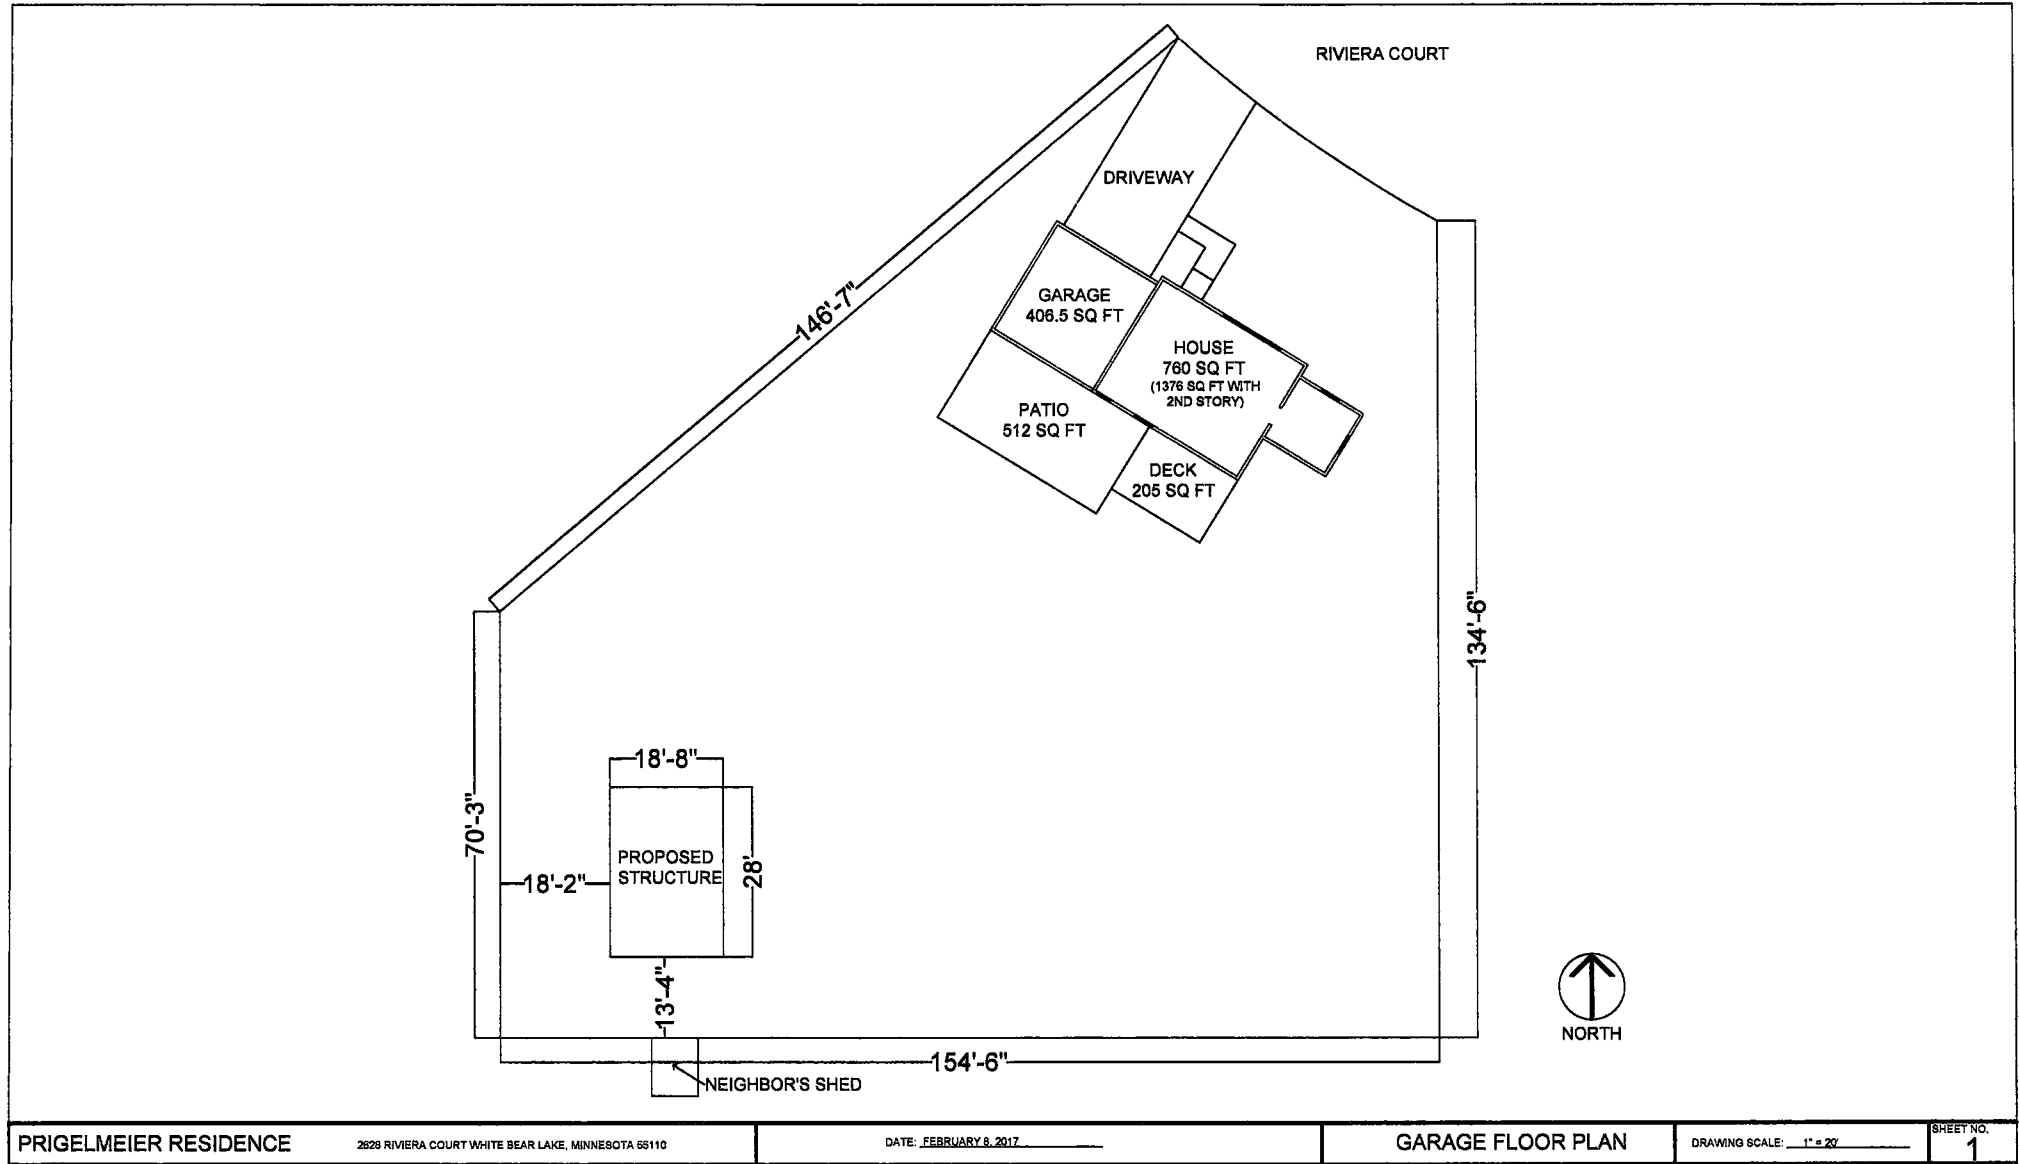 RIVIERA COURT
DRIVEWAY
146'-7"
GARAGE
406.5 SQ FT
HOUSE
760 SQ FT
(1376 SQ FT WITH
2ND STORY)
PATIO
512 SQ FT
DECK
205 SQ FT
134'-6"
18'-8"
70'-3"
PROPOSED
STRUCTURE
28'
18'-2"
13'-4"
NORTH
154'-6"
NEIGHBOR'S SHED
PRIGELMEIER RESIDENCE
2628 RIVIERA COURT WHITE BEAR LAKE, MINNESOTA 55110
DATE: FEBRUARY 8, 2017
GARAGE FLOOR PLAN
DRAWING SCALE: 1" = 20'
SHEET NO.
1